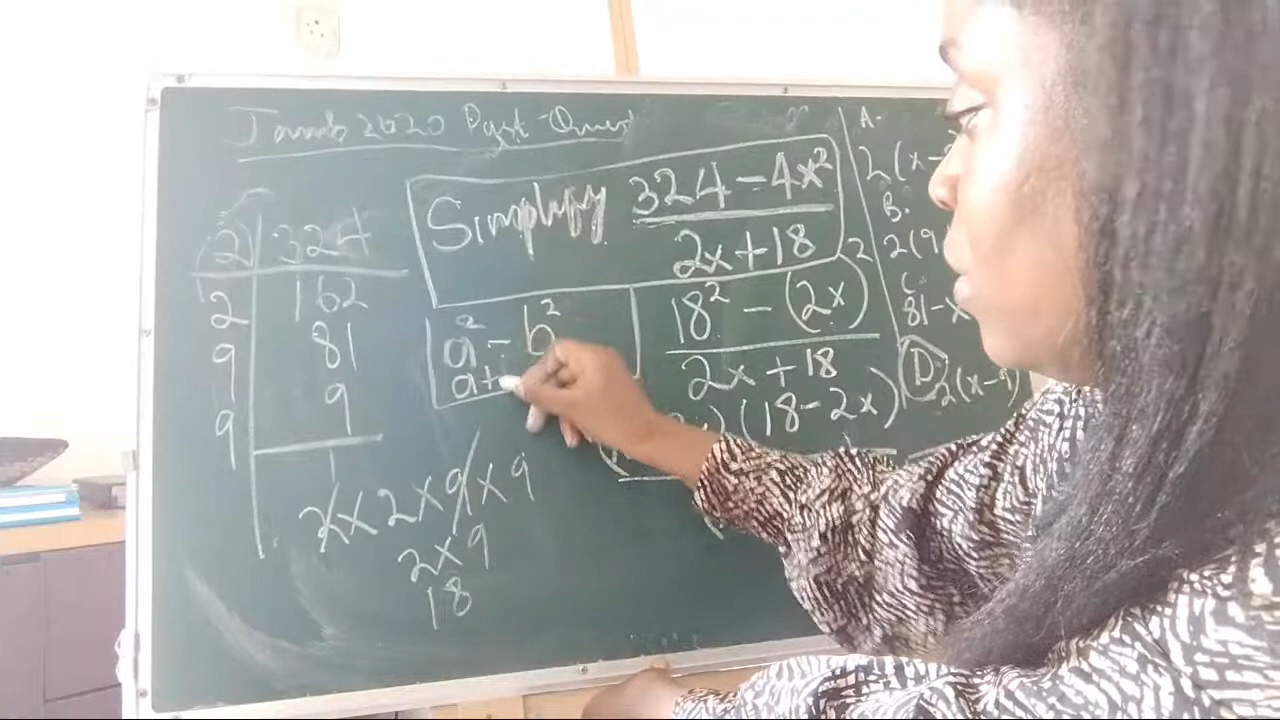 Jamb 2020 Past Quest
Simplify 324 - 4x²
2x + 18
2 324
2 162
9 81
9 9
1
2 x 2 x 9 x 9
2 x 9
18
a² - b²
a +
18² - (2x)²
2x + 18
(18 - 2x)
A.
2(x -
B.
2(9
C.
81 - x
D
2(x - 9)